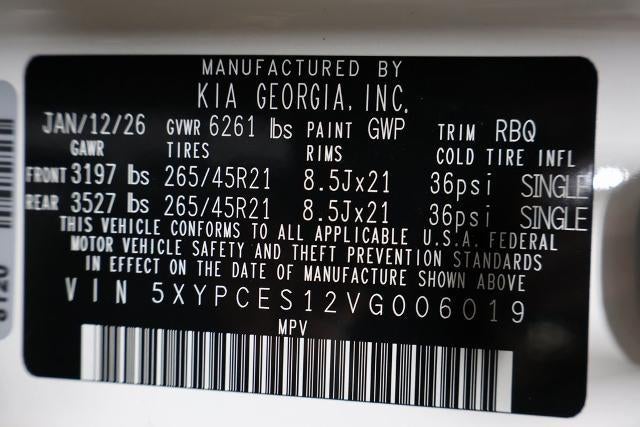 MANUFACTURED BY
KIA GEORGIA, INC.
JAN/12/26 GVWR 6261 lbs PAINT GWP TRIM RBQ
GAWR TIRES RIMS COLD TIRE INFL
FRONT 3197 lbs 265/45R21 8.5Jx21 36psi SINGLE
REAR 3527 lbs 265/45R21 8.5Jx21 36psi SINGLE
THIS VEHICLE CONFORMS TO ALL APPLICABLE U.S.A. FEDERAL
MOTOR VEHICLE SAFETY AND THEFT PREVENTION STANDARDS
IN EFFECT ON THE DATE OF MANUFACTURE SHOWN ABOVE
VIN 5XYPCES12VG006019
MPV